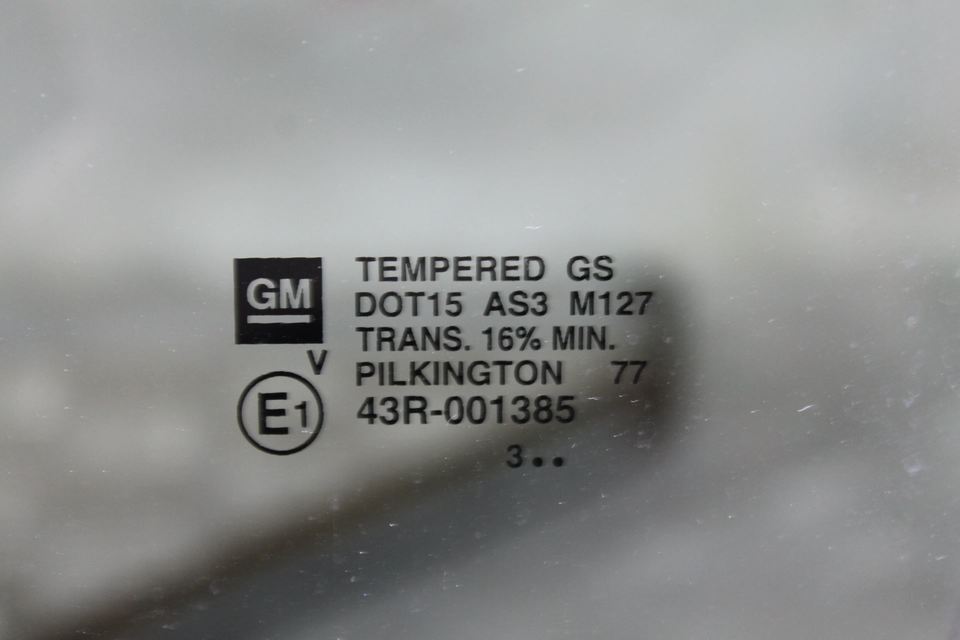 GM
TEMPERED GS
DOT15 AS3 M127
TRANS. 16% MIN.
V
PILKINGTON 77
E1
43R-001385
3..